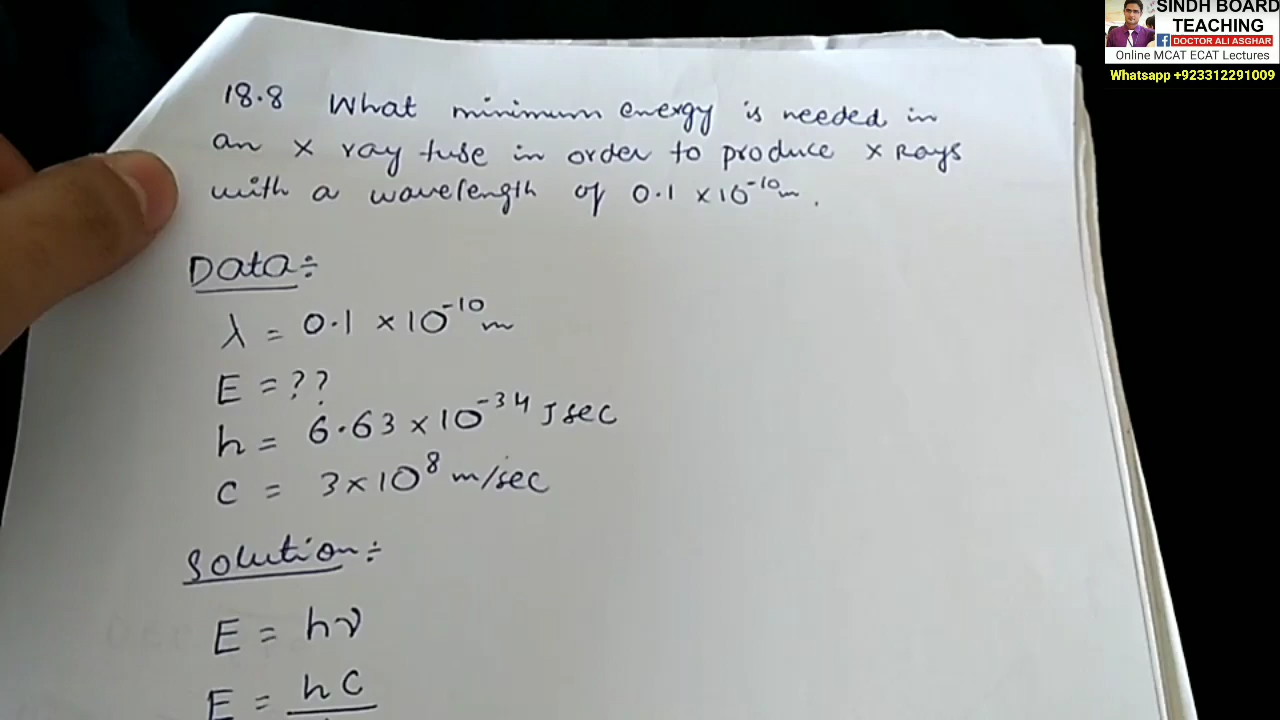 SINDH BOARD
TEACHING
f DOCTOR ALI ASGHAR
Online MCAT ECAT Lectures
Whatsapp +923312291009
18.8 What minimum energy is needed in
an x ray tuse in order to produce x Rays
with a wavelength of 0.1 ×10⁻¹⁰m.
Data÷
λ = 0.1 ×10⁻¹⁰m
E = ??
h = 6.63×10⁻³⁴ Jsec
C = 3×10⁸ m/sec
Solution÷
E = hν
E = hC